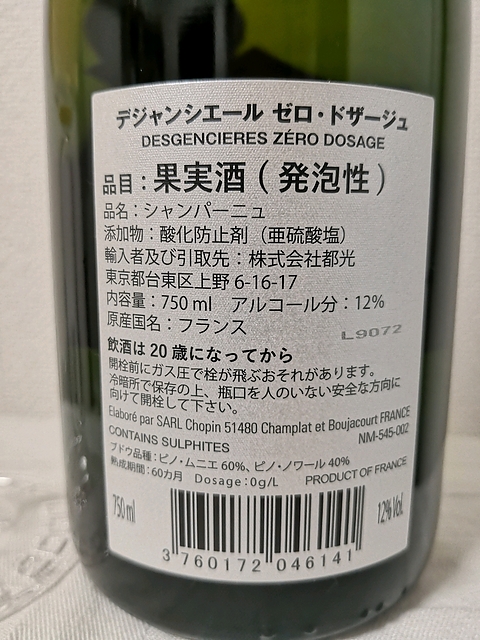 デジャンシエール ゼロ・ドザージュ
DESGENCIERES ZÉRO DOSAGE
品目：果実酒（発泡性）
品名：シャンパーニュ
添加物：酸化防止剤（亜硫酸塩）
輸入者及び引取先：株式会社都光
東京都台東区上野 6-16-17
内容量：750 ml アルコール分：12%
原産国名：フランス
L9072
飲酒は 20 歳になってから
開栓前にガス圧で栓が飛ぶおそれがあります。
冷暗所で保存の上、瓶口を人のいない安全な方向に
向けて開栓して下さい。
Elaboré par SARL Chopin 51480 Champlat et Boujacourt FRANCE
NM-545-002
CONTAINS SULPHITES
ブドウ品種：ピノ・ムニエ 60%、ピノ・ノワール 40%
熟成期間：60カ月 Dosage：0g/L PRODUCT OF FRANCE
750 ml
12% Vol.
3 760172 046141